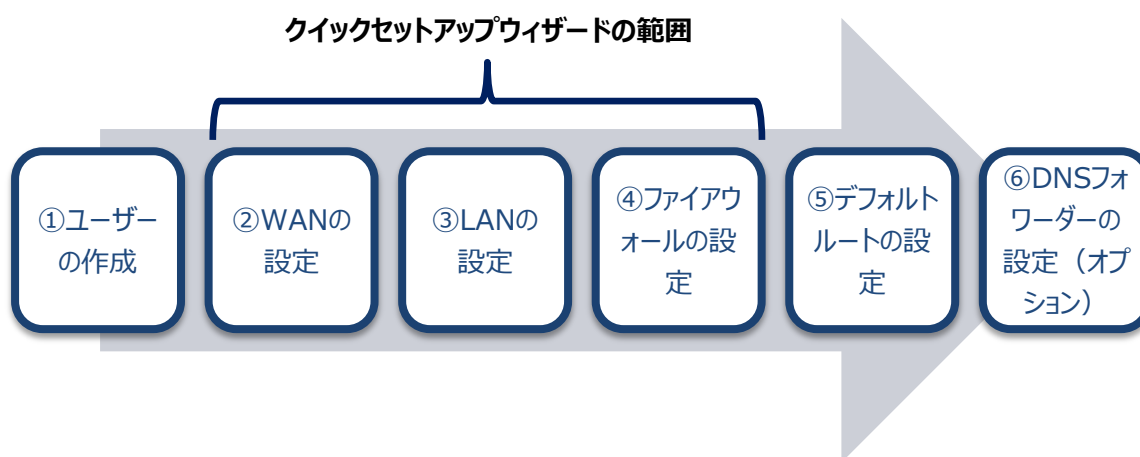 クイックセットアップウィザードの範囲
①ユーザー
の作成
②WANの
設定
③LANの
設定
④ファイアウ
ォールの設
定
⑤デフォルト
ルートの設
定
⑥DNSフォ
ワーダーの
設定（オプ
ション）